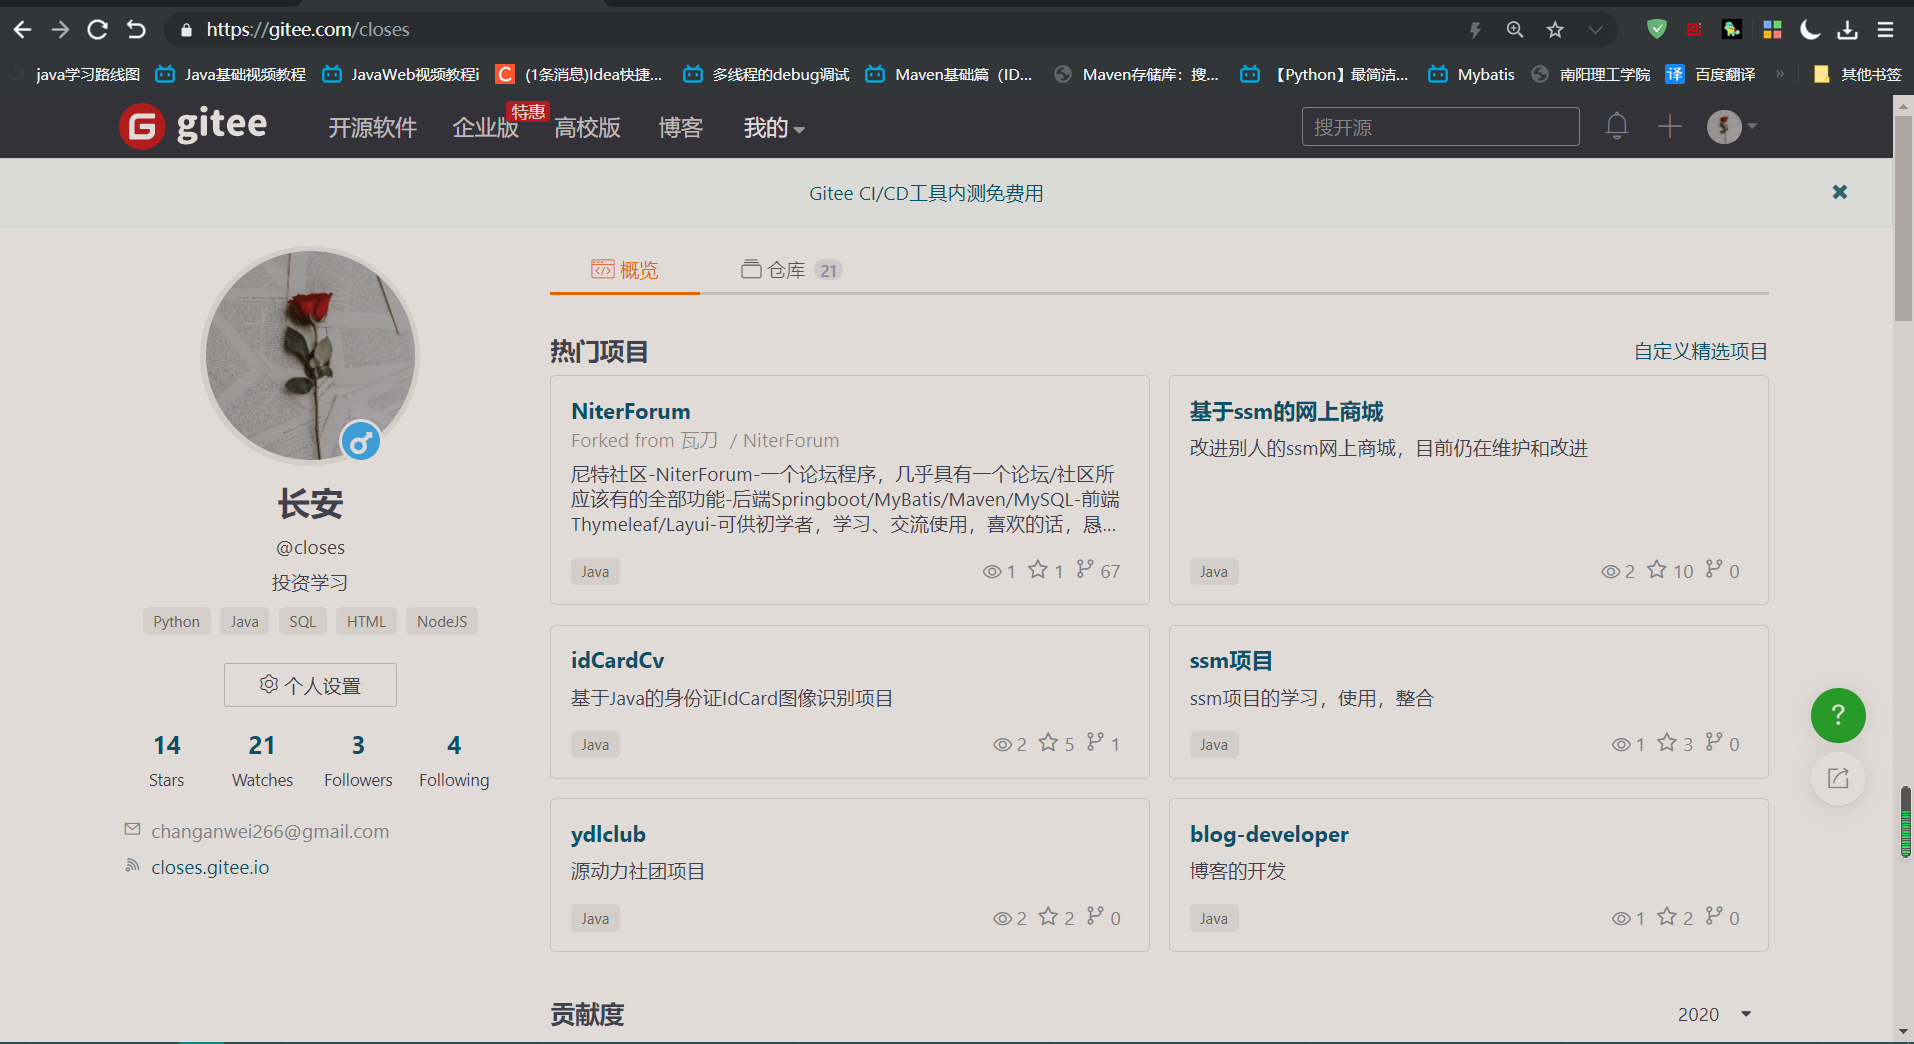 https://gitee.com/closes
java学习路线图
Java基础视频教程
JavaWeb视频教程i
C
(1条消息)Idea快捷...
多线程的debug调试
Maven基础篇（ID...
Maven存储库：搜...
【Python】最简洁...
Mybatis
南阳理工学院
译
百度翻译
»
其他书签
G gitee
开源软件
企业版
特惠
高校版
博客
我的
搜开源
Gitee CI/CD工具内测免费用
概览
仓库 21
长安
@closes
投资学习
Python Java SQL HTML NodeJS
个人设置
14 21 3 4
Stars Watches Followers Following
changanwei266@gmail.com
closes.gitee.io
热门项目
自定义精选项目
NiterForum
Forked from 瓦刀 / NiterForum
尼特社区-NiterForum-一个论坛程序，几乎具有一个论坛/社区所
应该有的全部功能-后端Springboot/MyBatis/Maven/MySQL-前端
Thymeleaf/Layui-可供初学者，学习、交流使用，喜欢的话，恳...
Java
1 1 67
基于ssm的网上商城
改进别人的ssm网上商城，目前仍在维护和改进
Java
2 10 0
idCardCv
基于Java的身份证IdCard图像识别项目
Java
2 5 1
ssm项目
ssm项目的学习，使用，整合
Java
1 3 0
ydlclub
源动力社团项目
Java
2 2 0
blog-developer
博客的开发
Java
1 2 0
?
贡献度
2020